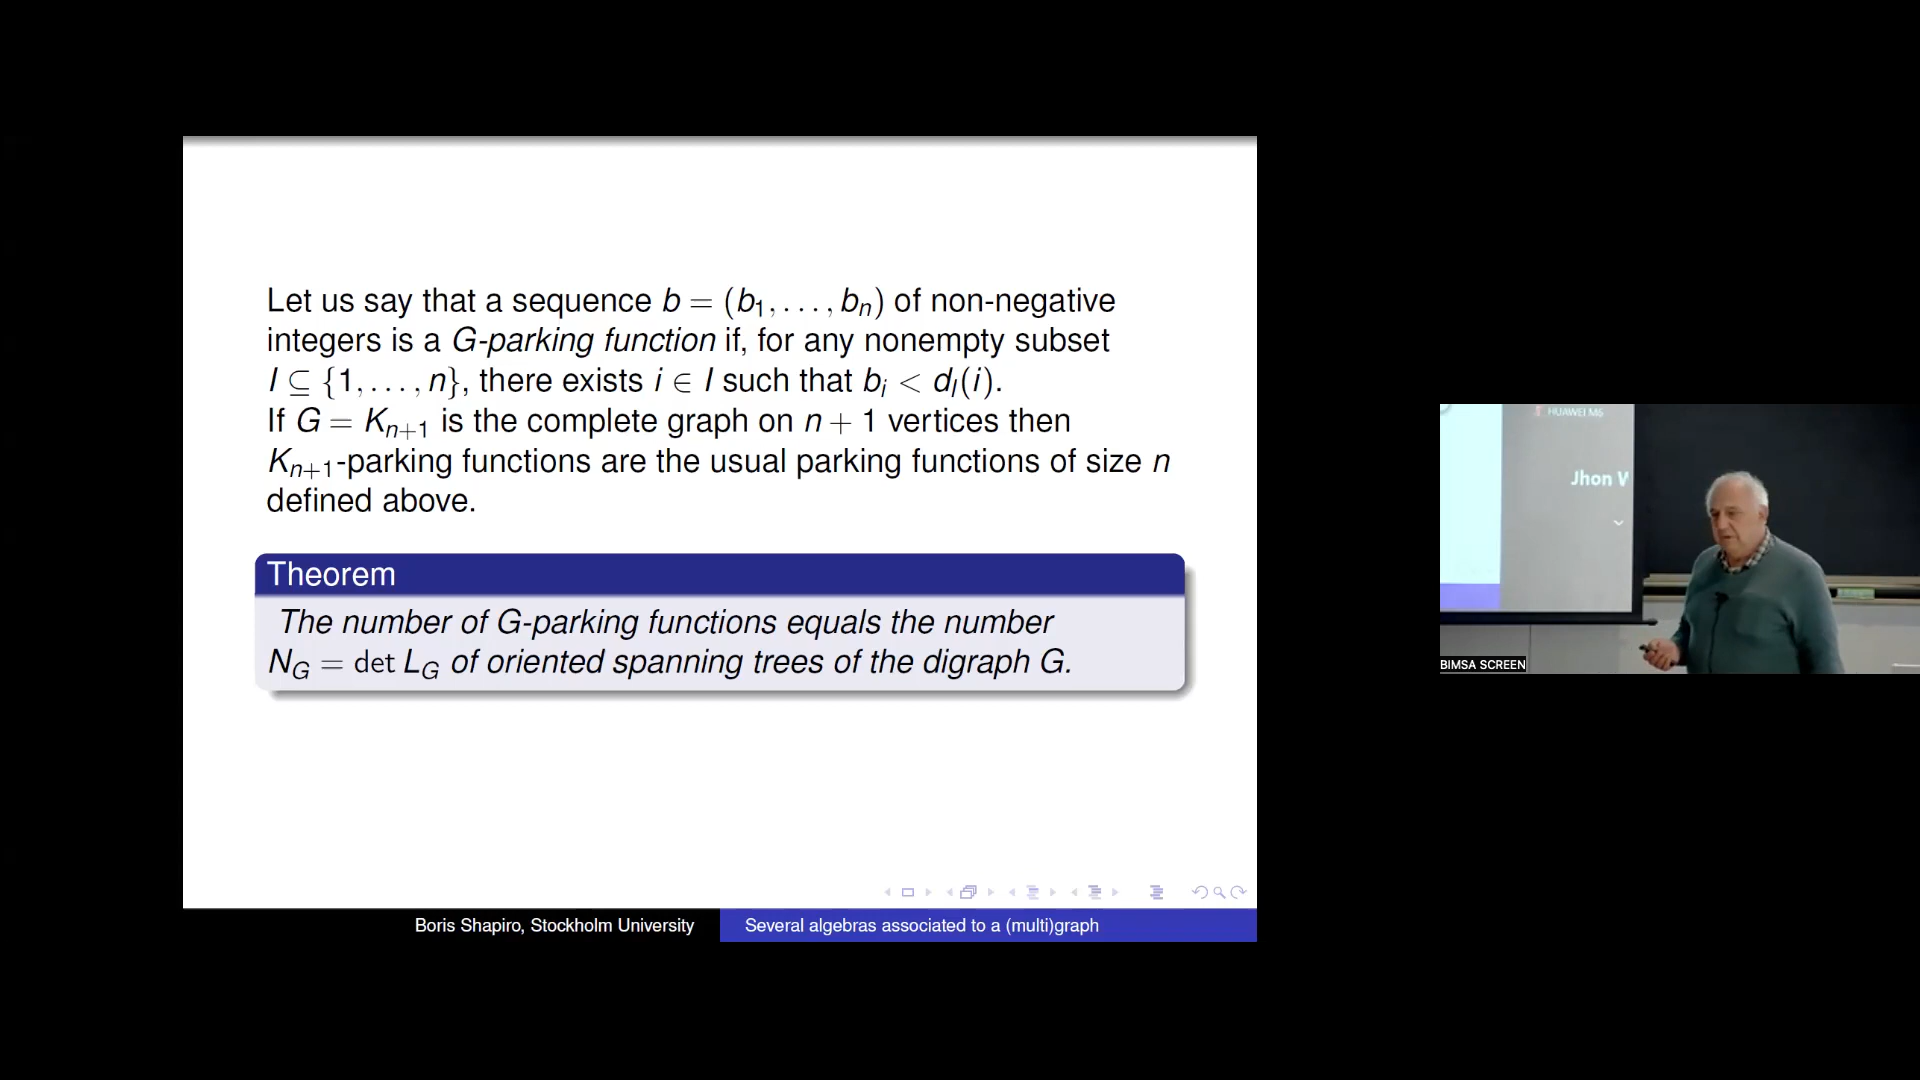 Let us say that a sequence b = (b₁, . . . , bₙ) of non-negative
integers is a G-parking function if, for any nonempty subset
I ⊆ {1, . . . , n}, there exists i ∈ I such that bᵢ < d_I(i).
If G = Kₙ₊₁ is the complete graph on n + 1 vertices then
Kₙ₊₁-parking functions are the usual parking functions of size n
defined above.
Theorem
The number of G-parking functions equals the number
N_G = det L_G of oriented spanning trees of the digraph G.
Boris Shapiro, Stockholm University
Several algebras associated to a (multi)graph
HUAWEI M6
Jhon
BIMSA SCREEN